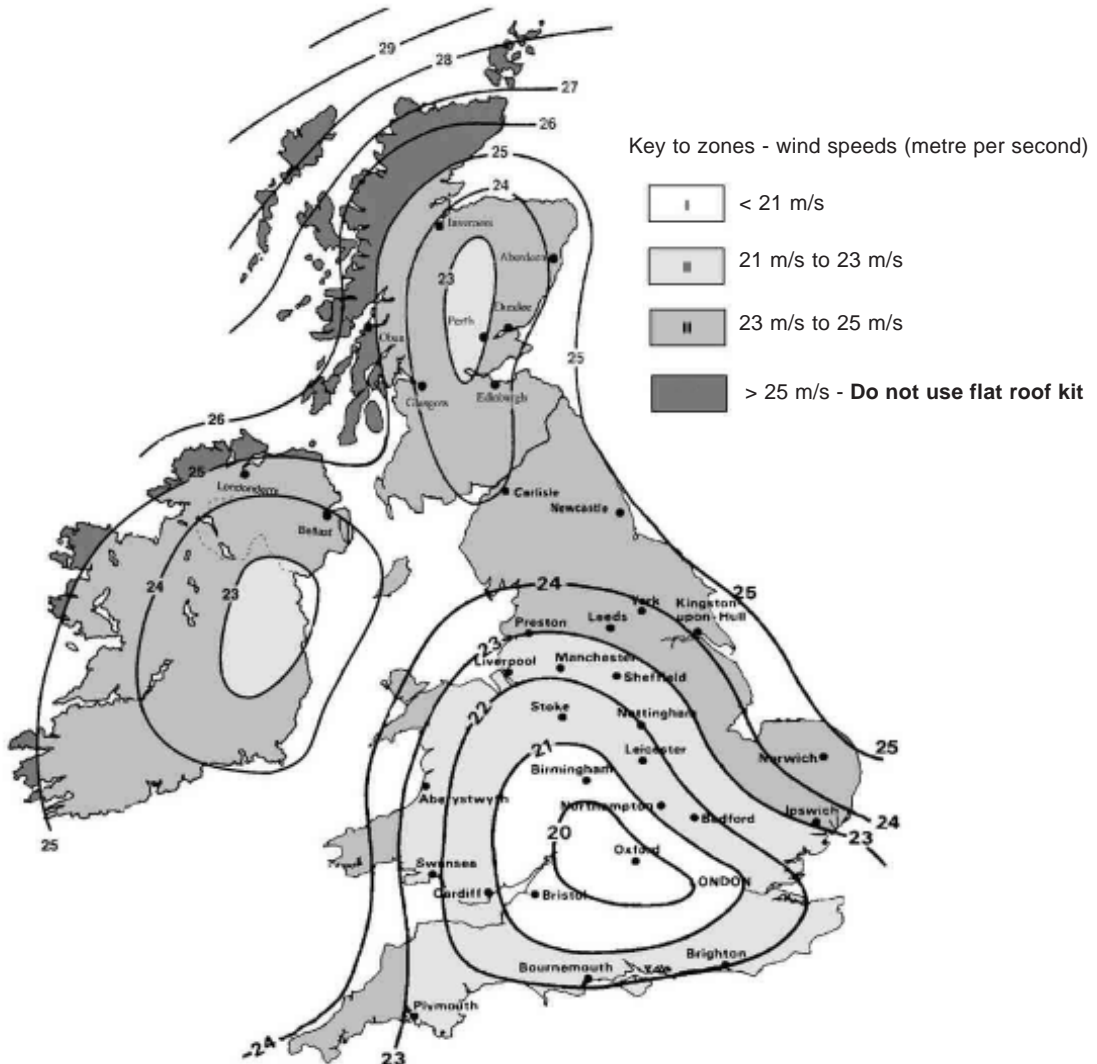 29
28
27
26
25
24
Key to zones - wind speeds (metre per second)
I
< 21 m/s
II
21 m/s to 23 m/s
III
23 m/s to 25 m/s
> 25 m/s - Do not use flat roof kit
Inverness
Aberdeen
23
Dundee
Perth
Oban
25
Glasgow
Edinburgh
26
25
Londonderry
Carlisle
Newcastle
Belfast
24
23
24
25
York
Kingston-
upon-Hull
Leeds
Preston
23
Liverpool
Manchester
Sheffield
22
Stoke
Nottingham
21
Leicester
Norwich
25
Birmingham
Aberystwyth
Northampton
Bedford
Ipswich
24
23
25
20
Oxford
Swansea
Cardiff
Bristol
LONDON
Brighton
Bournemouth
Plymouth
24
23